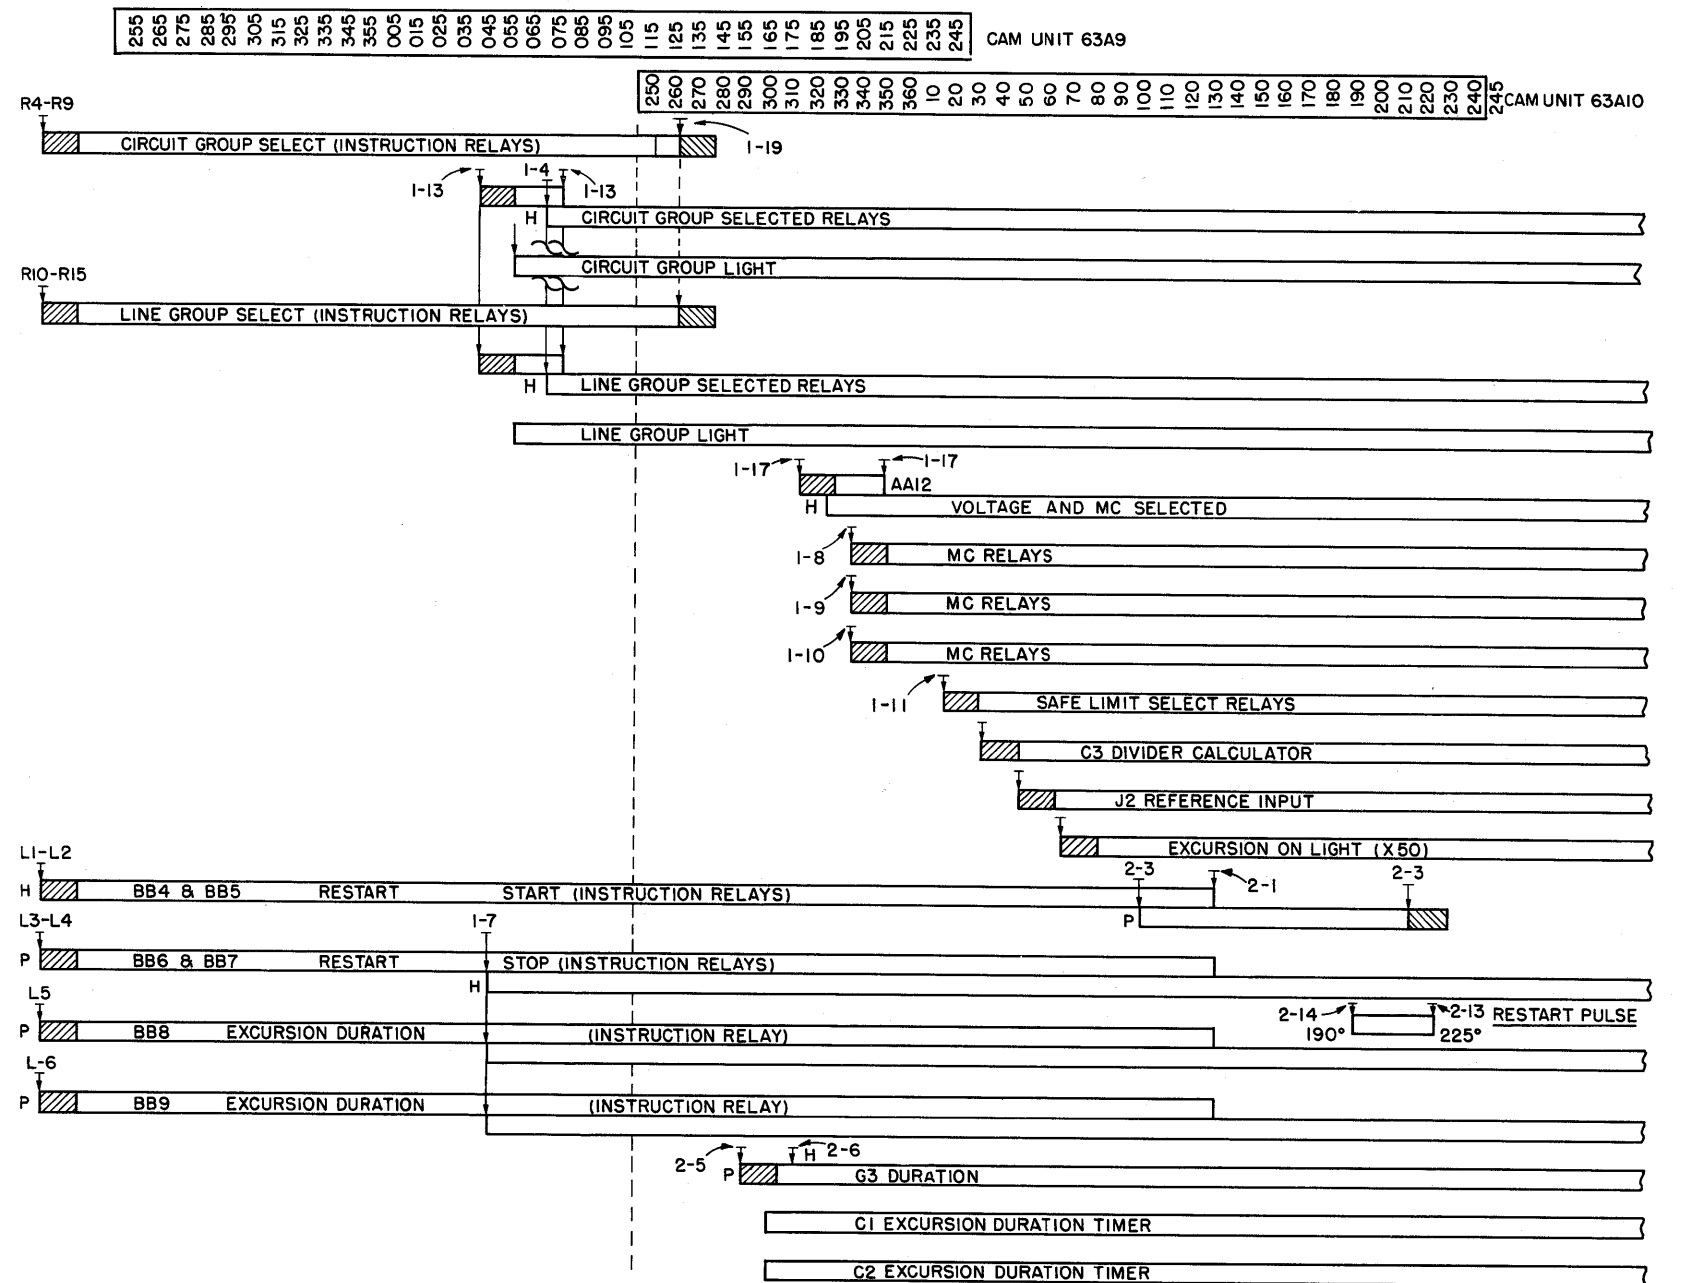 255 265 275 285 295 305 315 325 335 345 355 005 015 025 035 045 055 065 075 085 095 105 115 125 135 145 155 165 175 185 195 205 215 225 235 245 CAM UNIT 63A9
250 260 270 280 290 300 310 320 330 340 350 360 10 20 30 40 50 60 70 80 90 100 110 120 130 140 150 160 170 180 190 200 210 220 230 240 245 CAM UNIT 63A10
R4-R9
CIRCUIT GROUP SELECT (INSTRUCTION RELAYS) 1-19
1-13 1-4 1-13
H CIRCUIT GROUP SELECTED RELAYS
CIRCUIT GROUP LIGHT
R10-R15
LINE GROUP SELECT (INSTRUCTION RELAYS)
H LINE GROUP SELECTED RELAYS
LINE GROUP LIGHT
1-17 1-17
AA12
H VOLTAGE AND MC SELECTED
1-8 MC RELAYS
1-9 MC RELAYS
1-10 MC RELAYS
1-11 SAFE LIMIT SELECT RELAYS
C3 DIVIDER CALCULATOR
J2 REFERENCE INPUT
EXCURSION ON LIGHT (X50)
L1-L2
2-3 2-1 2-3
H BB4 & BB5 RESTART START (INSTRUCTION RELAYS)
P
L3-L4
1-7
P BB6 & BB7 RESTART STOP (INSTRUCTION RELAYS)
H
L5
2-14 2-13 RESTART PULSE
190° 225°
P BB8 EXCURSION DURATION (INSTRUCTION RELAY)
L-6
P BB9 EXCURSION DURATION (INSTRUCTION RELAY)
2-5 H 2-6
P G3 DURATION
C1 EXCURSION DURATION TIMER
C2 EXCURSION DURATION TIMER